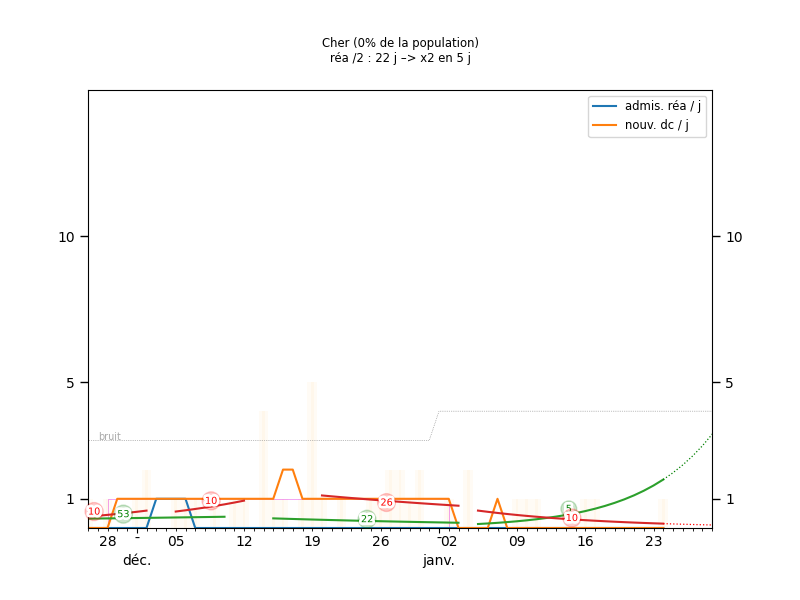 Cher (0% de la population)
réa /2 : 22 j –> x2 en 5 j
admis. réa / j
nouv. dc / j
10 10
5 5
bruit
1 1
10 53 10 22 26 5 10
28 - 05 12 19 26 02 09 16 23
déc. janv.